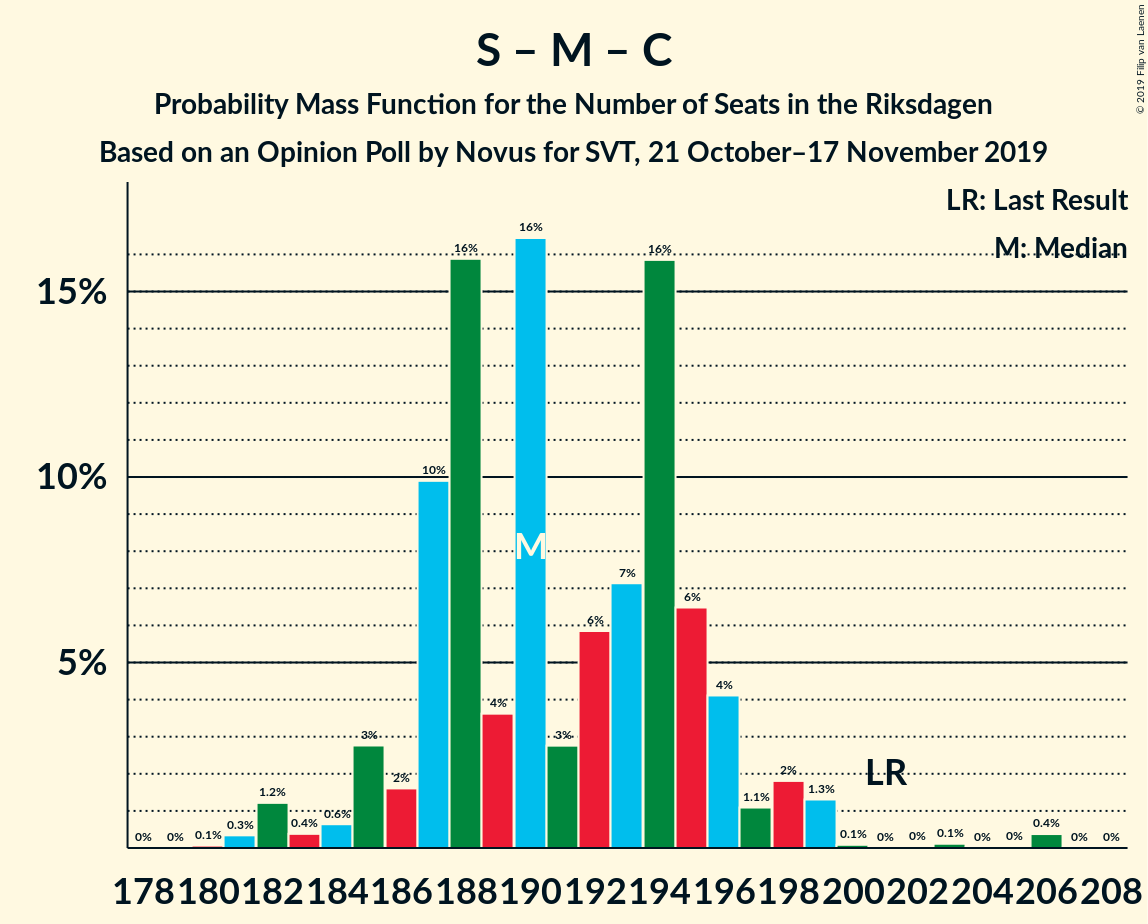 S – M – C
Probability Mass Function for the Number of Seats in the Riksdagen
Based on an Opinion Poll by Novus for SVT, 21 October–17 November 2019
© 2019 Filip van Laenen
LR: Last Result
M: Median
15%
10%
5%
0% 0% 0.1% 0.3% 1.2% 0.4% 0.6% 3% 2% 10% 16% 4% 16% 3% 6% 7% 16% 6% 4% 1.1% 2% 1.3% 0.1% 0% 0% 0.1% 0% 0% 0.4% 0% 0%
M
LR
178 180 182 184 186 188 190 192 194 196 198 200 202 204 206 208